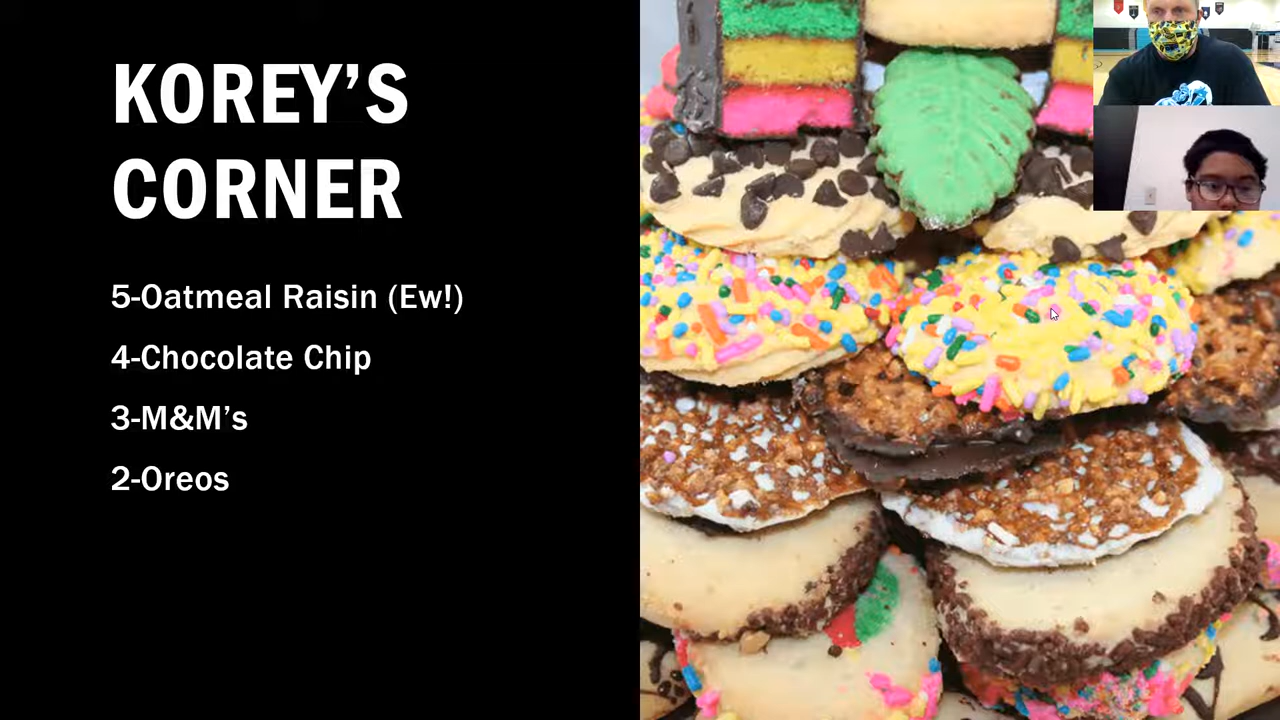 KOREY’S
CORNER
5-Oatmeal Raisin (Ew!)
4-Chocolate Chip
3-M&M’s
2-Oreos